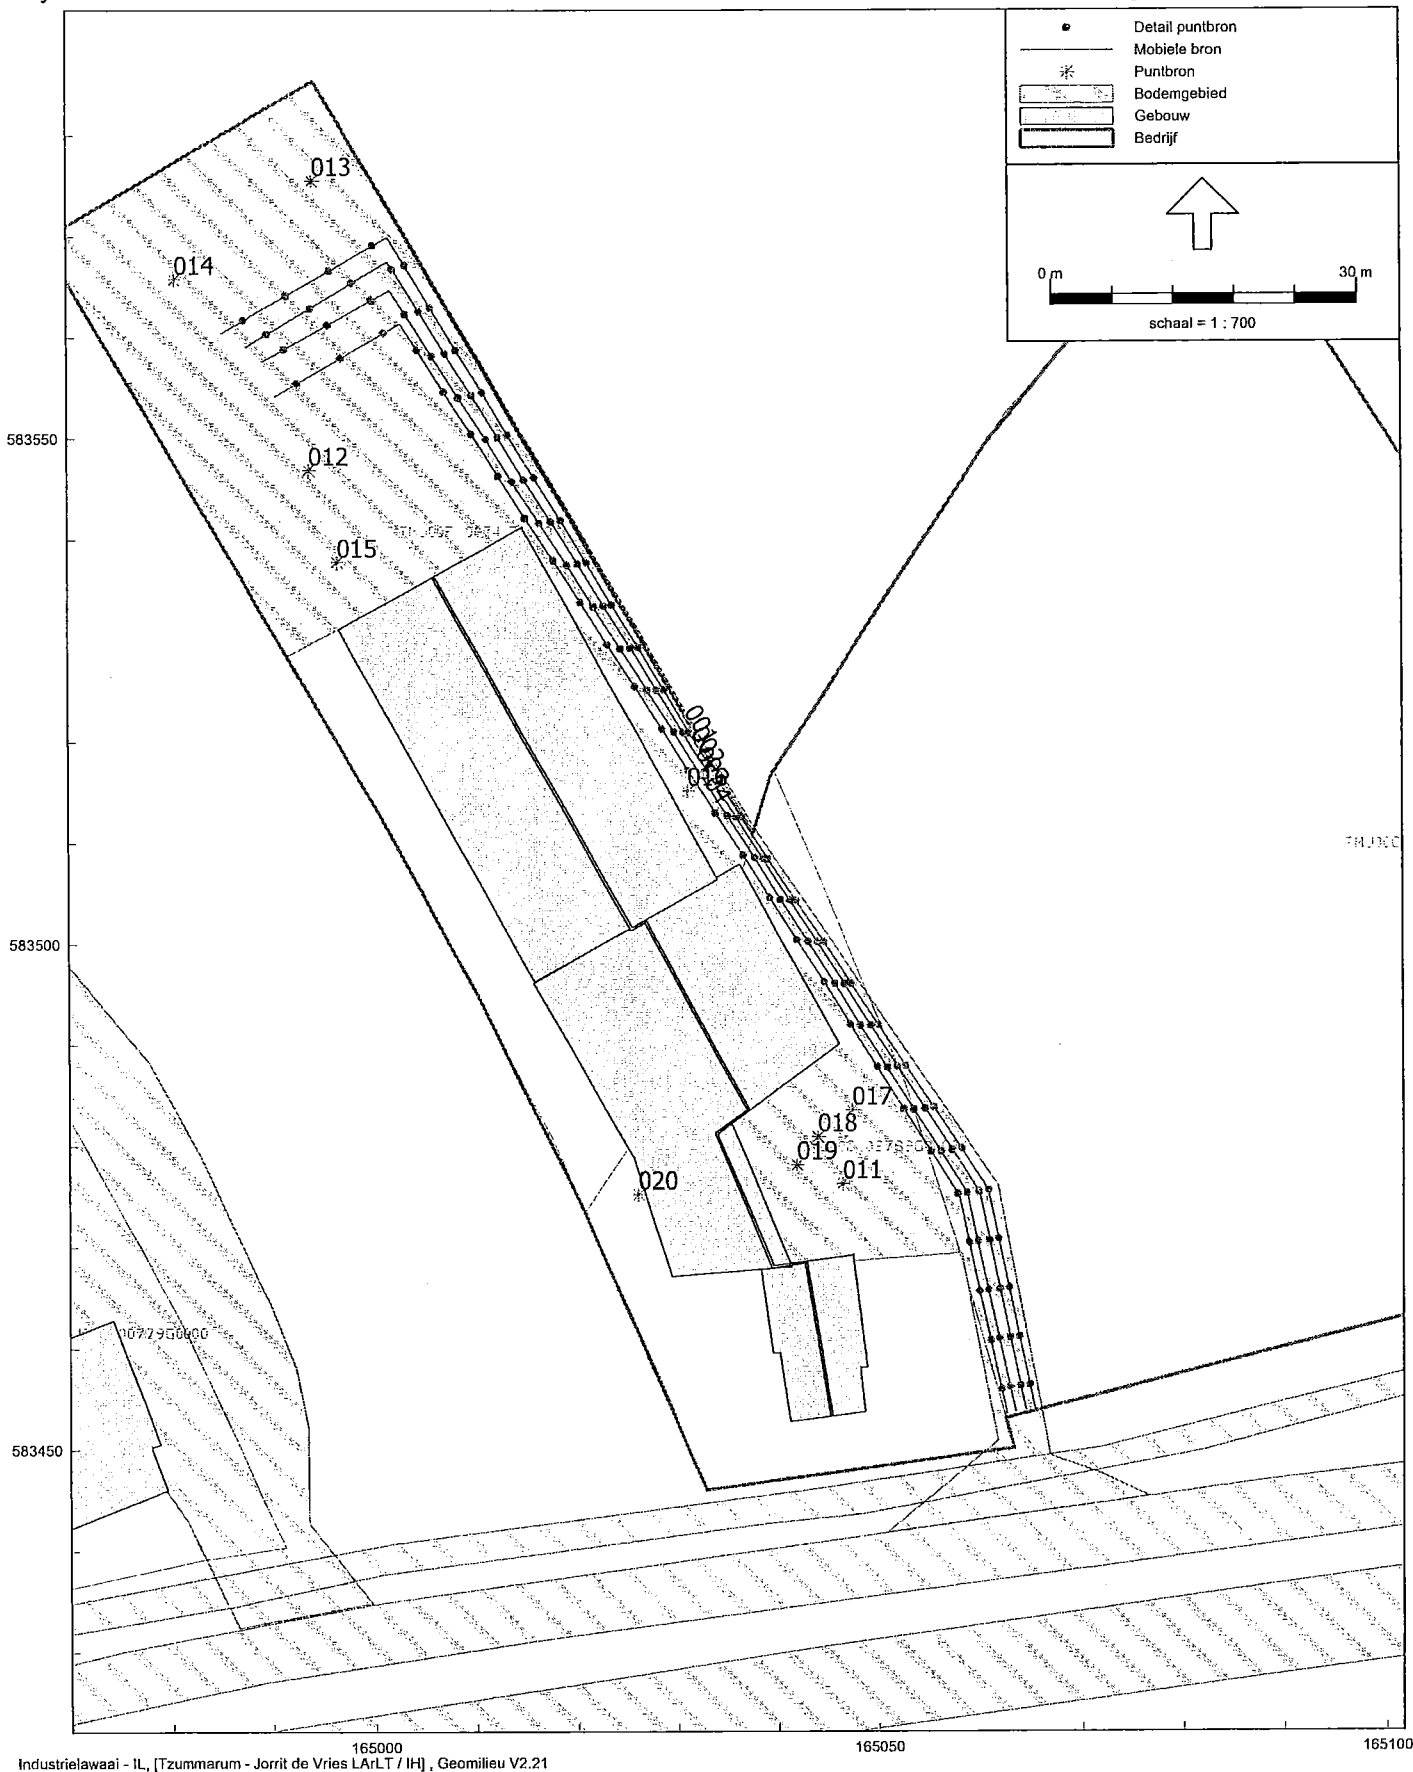 Detail puntbron
Mobiele bron
Puntbron
Bodemgebied
Gebouw
Bedrijf
0 m 30 m
schaal = 1 : 700
013
014
012
015
016
017
018
019
011
020
583550
583500
583450
165000 165050 165100
Industrielawaai - IL, [Tzummarum - Jorrit de Vries LArLT / IH] , Geomilieu V2.21